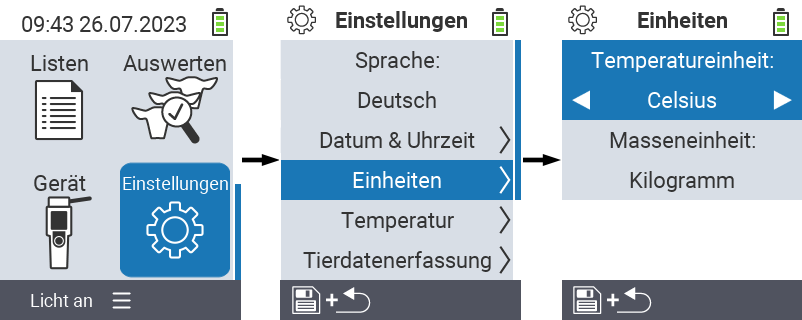 09:43 26.07.2023
Listen
Auswerten
Gerät
Einstellungen
Licht an
Einstellungen
Sprache:
Deutsch
Datum & Uhrzeit
Einheiten
Temperatur
Tierdatenerfassung
+
Einheiten
Temperatureinheit:
Celsius
Masseneinheit:
Kilogramm
+